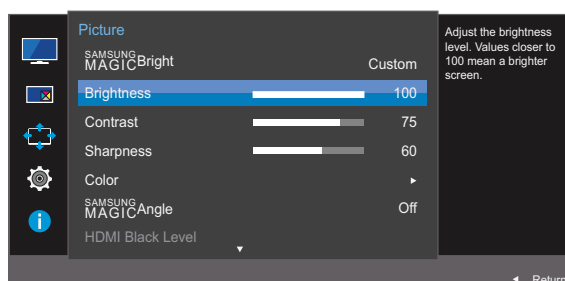 Picture
SAMSUNG
MAGICBright Custom
Brightness 100
Contrast 75
Sharpness 60
Color
SAMSUNG
MAGICAngle Off
HDMI Black Level
Adjust the brightness
level. Values closer to
100 mean a brighter
screen.
Return